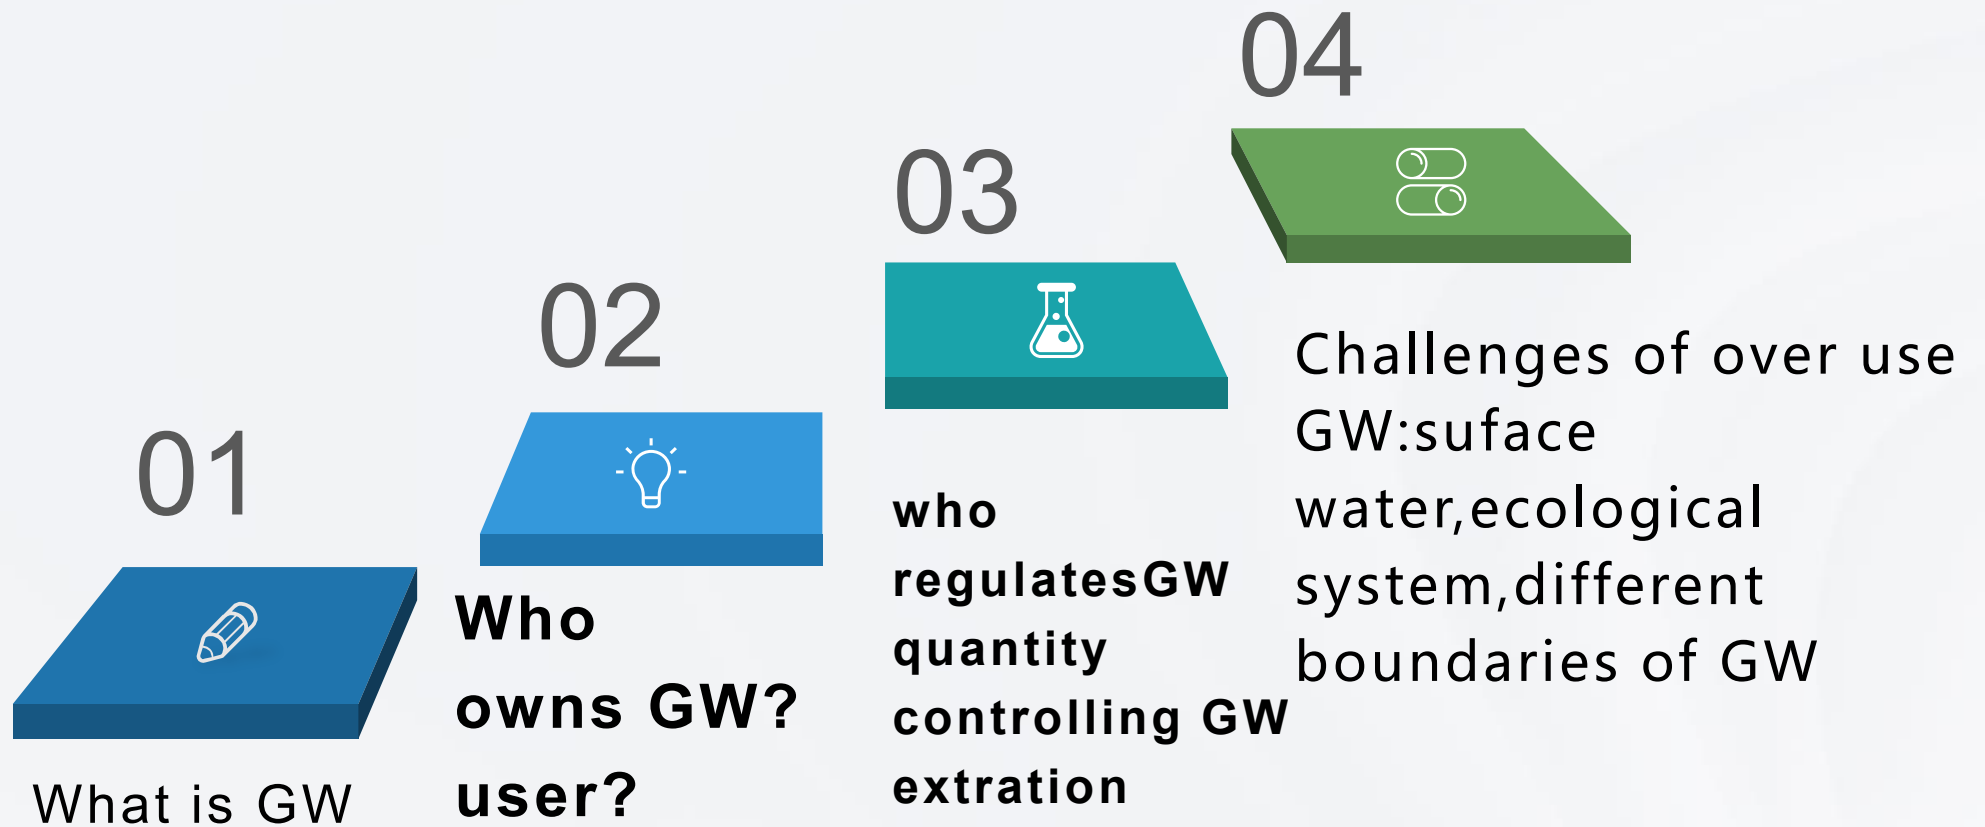 01
What is GW
02
Who
owns GW?
user?
03
who
regulatesGW
quantity
controlling GW
extration
04
Challenges of over use
GW:suface
water,ecological
system,different
boundaries of GW